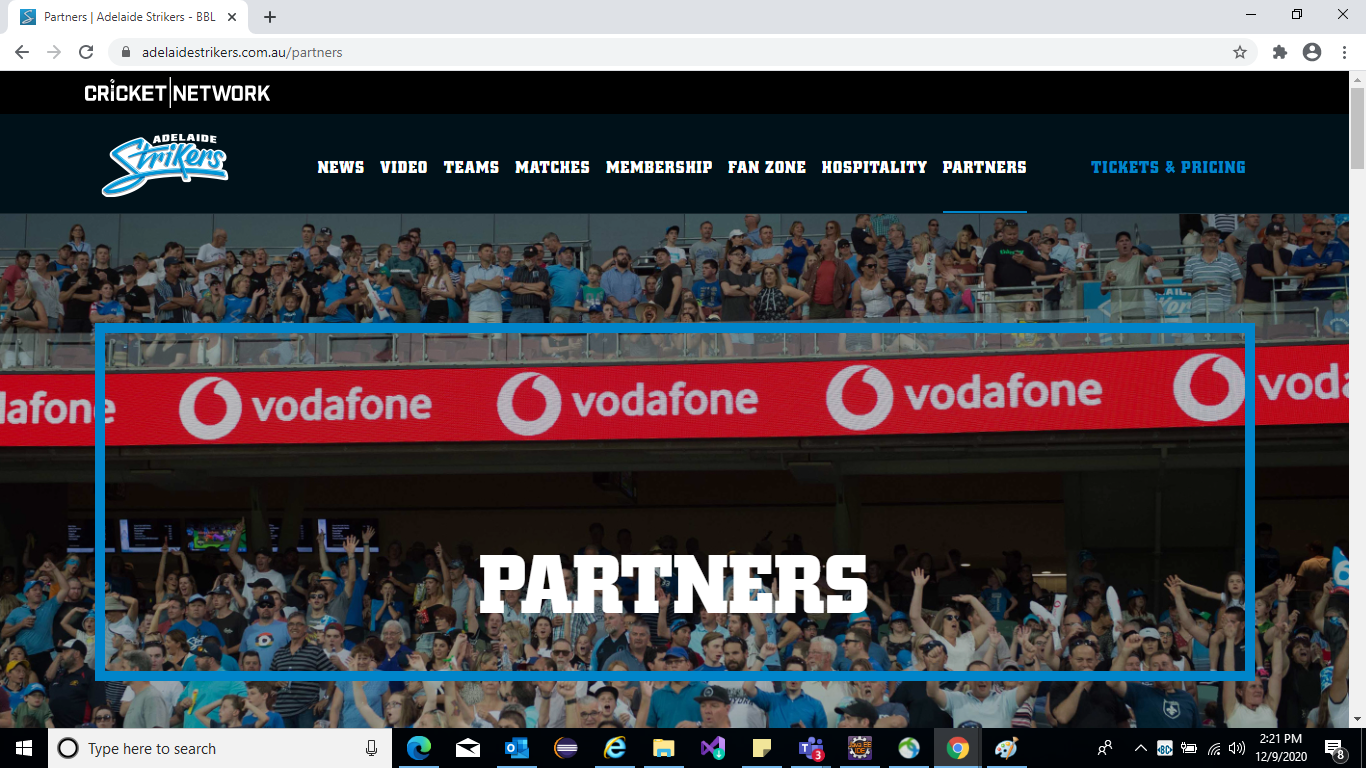 Partners | Adelaide Strikers - BBL
adelaidestrikers.com.au/partners
CRICKET NETWORK
ADELAIDE
Strikers
NEWS VIDEO TEAMS MATCHES MEMBERSHIP FAN ZONE HOSPITALITY PARTNERS TICKETS & PRICING
lafone vodafone vodafone vodafone voda
PARTNERS
Type here to search
3
2:21 PM
12/9/2020
8